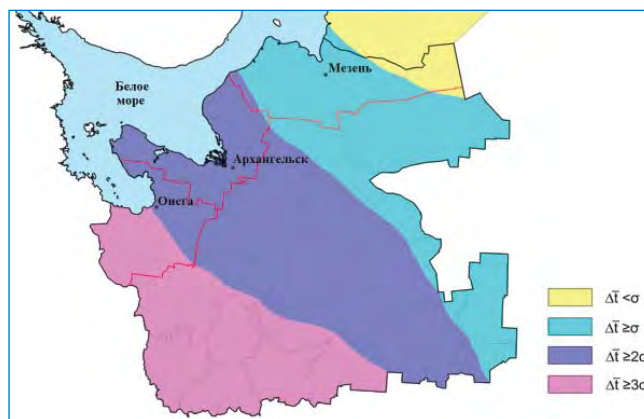 Мезень
Белое
море
Архангельск
Онега
Δt̄ <σ
Δt̄ ≥σ
Δt̄ ≥2σ
Δt̄ ≥3σ